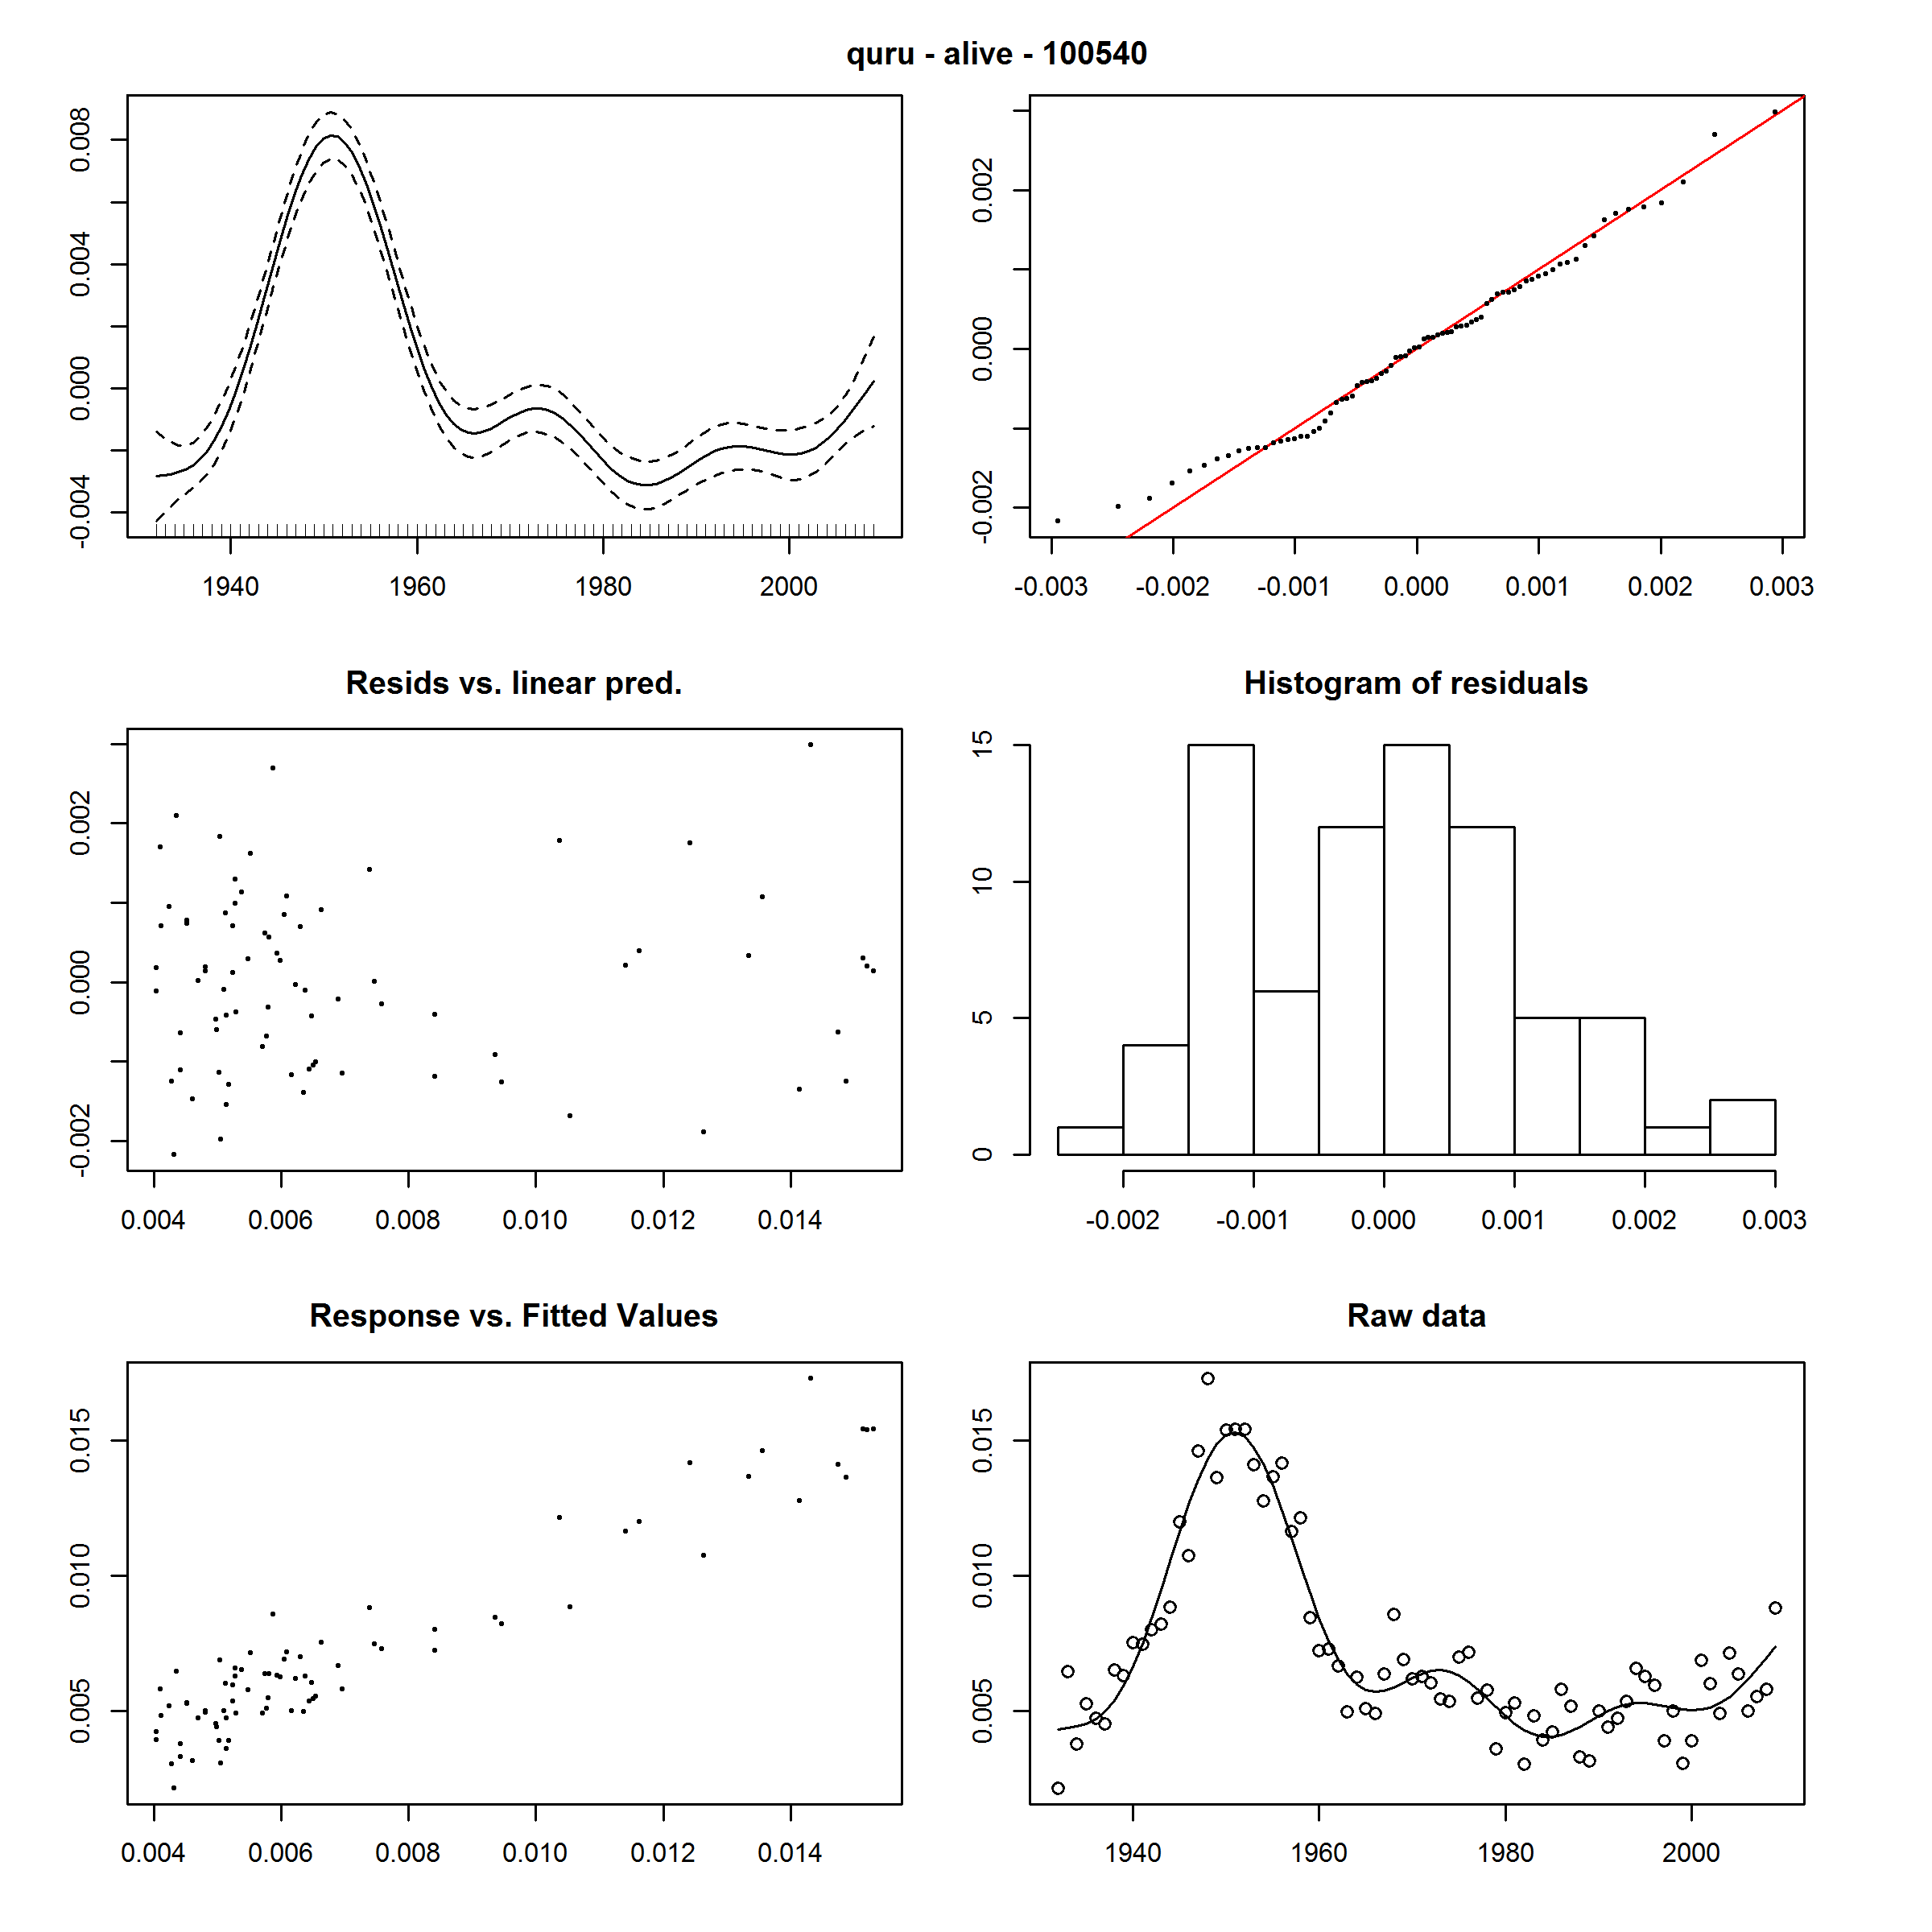 quru - alive - 100540
0.008
0.004
0.000
-0.004
1940 1960 1980 2000
0.002
0.000
-0.002
-0.003 -0.002 -0.001 0.000 0.001 0.002 0.003
Resids vs. linear pred.
0.002
0.000
-0.002
0.004 0.006 0.008 0.010 0.012 0.014
Histogram of residuals
15
10
5
0
-0.002 -0.001 0.000 0.001 0.002 0.003
Response vs. Fitted Values
0.015
0.010
0.005
0.004 0.006 0.008 0.010 0.012 0.014
Raw data
0.015
0.010
0.005
1940 1960 1980 2000